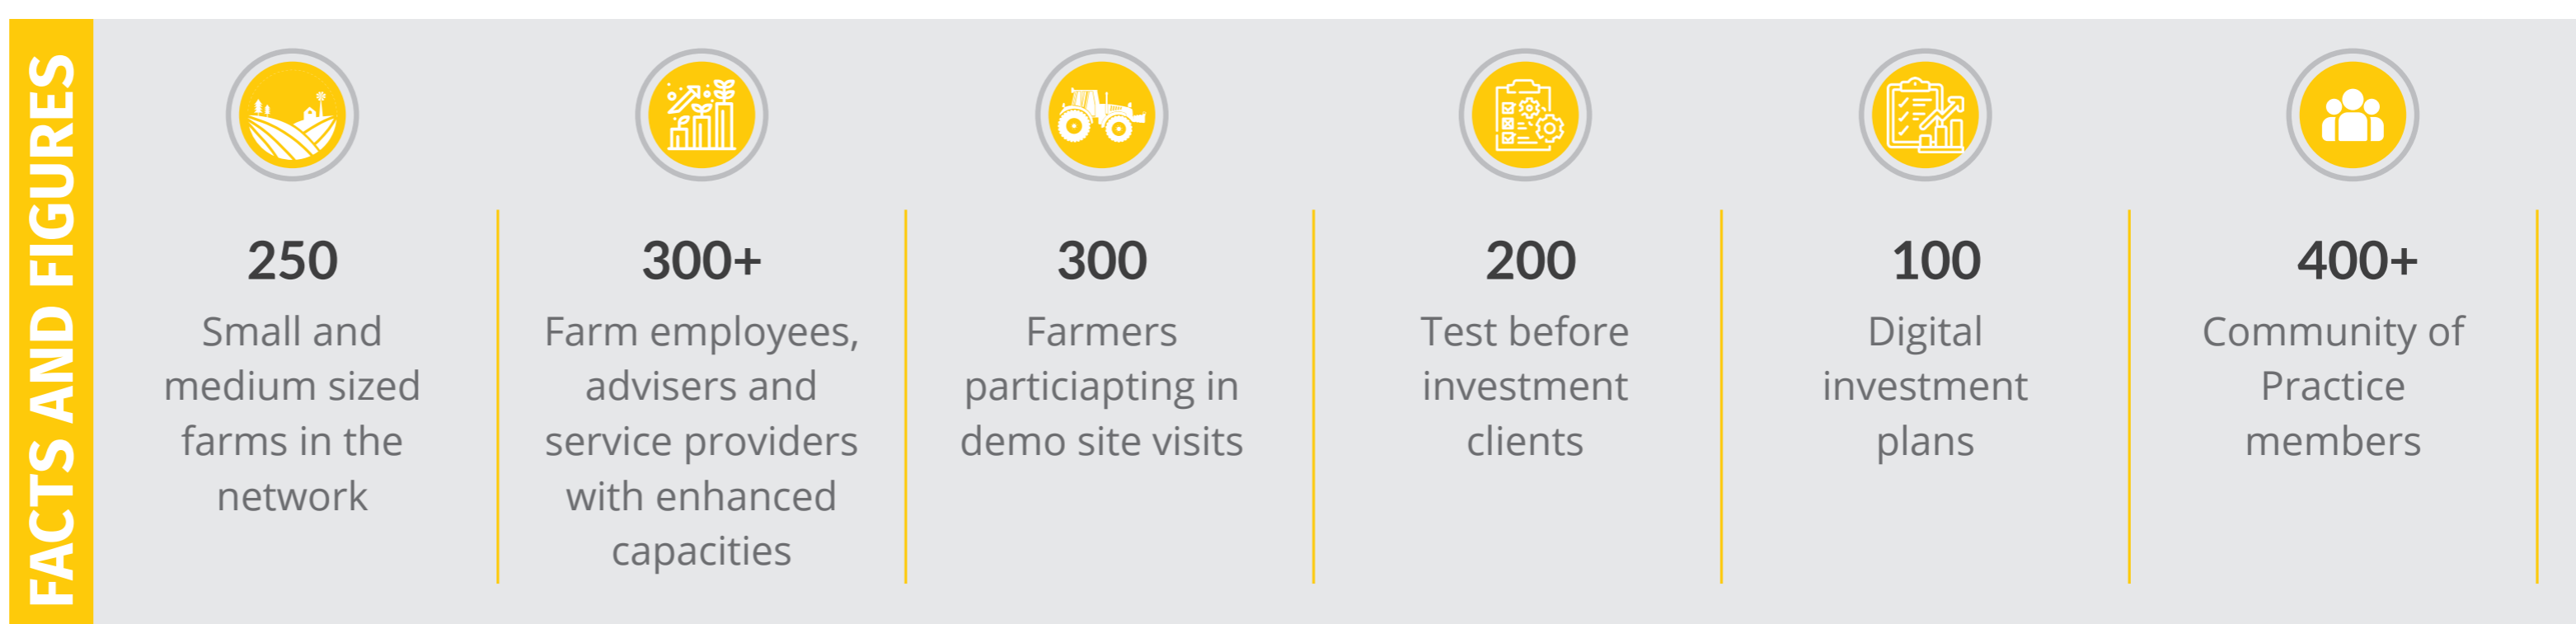 FACTS AND FIGURES
250
Small and
medium sized
farms in the
network
300+
Farm employees,
advisers and
service providers
with enhanced
capacities
300
Farmers
particiapting in
demo site visits
200
Test before
investment
clients
100
Digital
investment
plans
400+
Community of
Practice
members